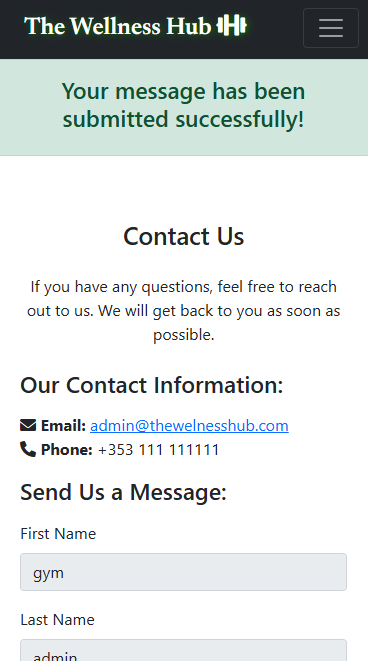 The Wellness Hub
Your message has been
submitted successfully!
Contact Us
If you have any questions, feel free to reach
out to us. We will get back to you as soon as
possible.
Our Contact Information:
Email: admin@thewelnesshub.com
Phone: +353 111 111111
Send Us a Message:
First Name
gym
Last Name
admin